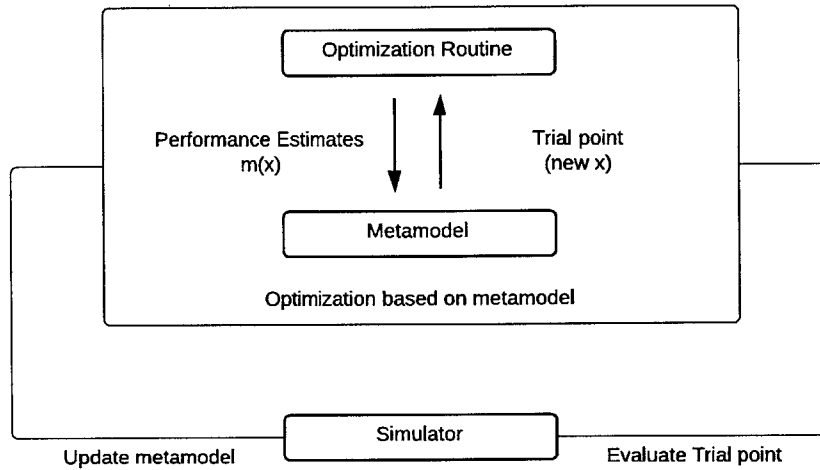 Optimization Routine
Performance Estimates
m(x)
Trial point
(new x)
Metamodel
Optimization based on metamodel
Simulator
Update metamodel
Evaluate Trial point